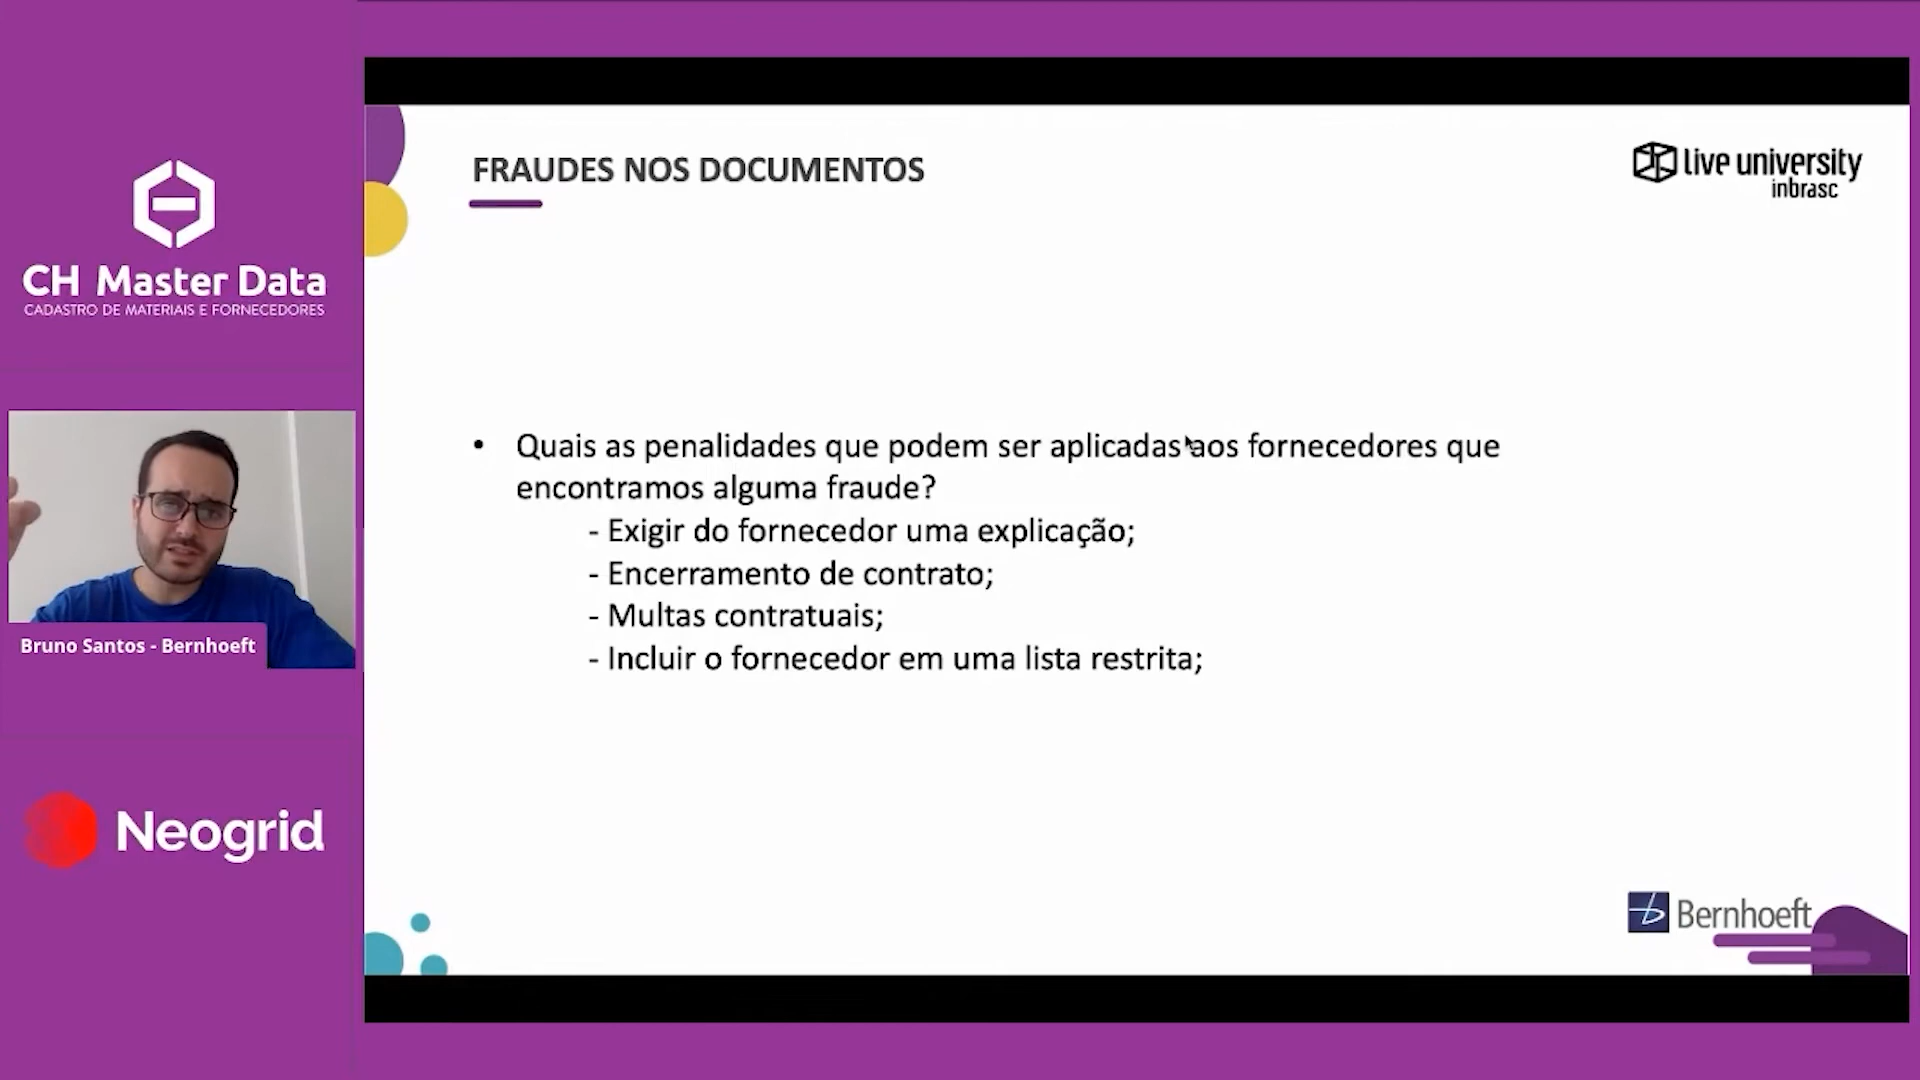 CH Master Data
CADASTRO DE MATERIAIS E FORNECEDORES
Bruno Santos - Bernhoeft
Neogrid
FRAUDES NOS DOCUMENTOS
live university
inbrasc
• Quais as penalidades que podem ser aplicadas aos fornecedores que
encontramos alguma fraude?
- Exigir do fornecedor uma explicação;
- Encerramento de contrato;
- Multas contratuais;
- Incluir o fornecedor em uma lista restrita;
Bernhoeft